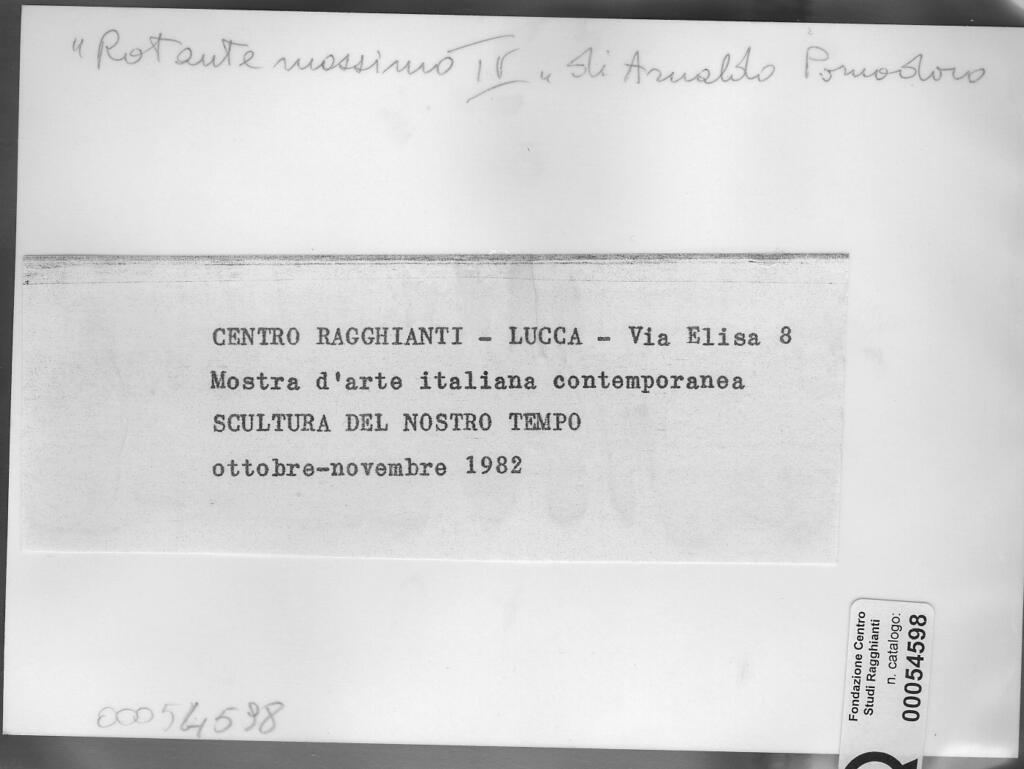 "Rotante massimo IV" di Arnaldo Pomodoro
CENTRO RAGGHIANTI - LUCCA - Via Elisa 8
Mostra d'arte italiana contemporanea
SCULTURA DEL NOSTRO TEMPO
ottobre-novembre 1982
00054598
Fondazione Centro
Studi Ragghianti
n. catalogo:
00054598